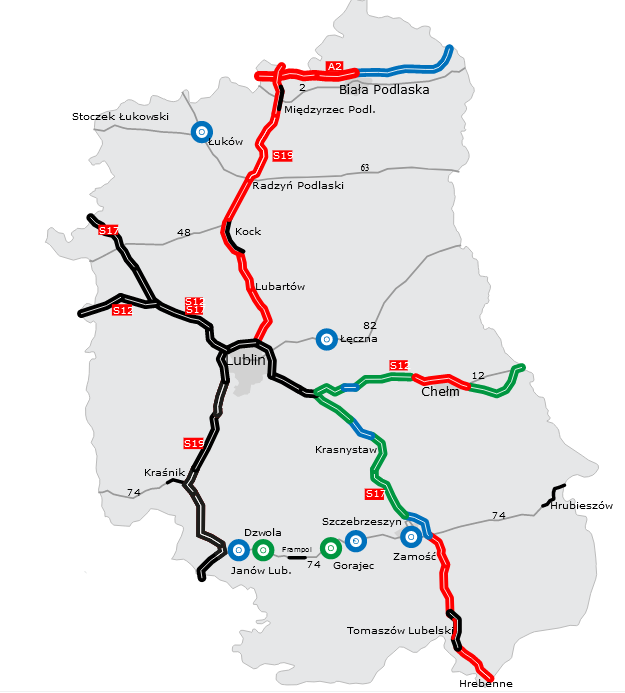 A2
2
Biała Podlaska
Międzyrzec Podl.
Stoczek Łukowski
Łuków
S19
63
Radzyń Podlaski
S17
48
Kock
Lubartów
S12
S12
82
Łęczna
Lublin
S12
12
Chełm
Krasnystaw
S19
Kraśnik
74
S17
Hrubieszów
74
Szczebrzeszyn
Dzwola
Frampol
Zamość
74
Gorajec
Janów Lub.
Tomaszów Lubelski
Hrebenne